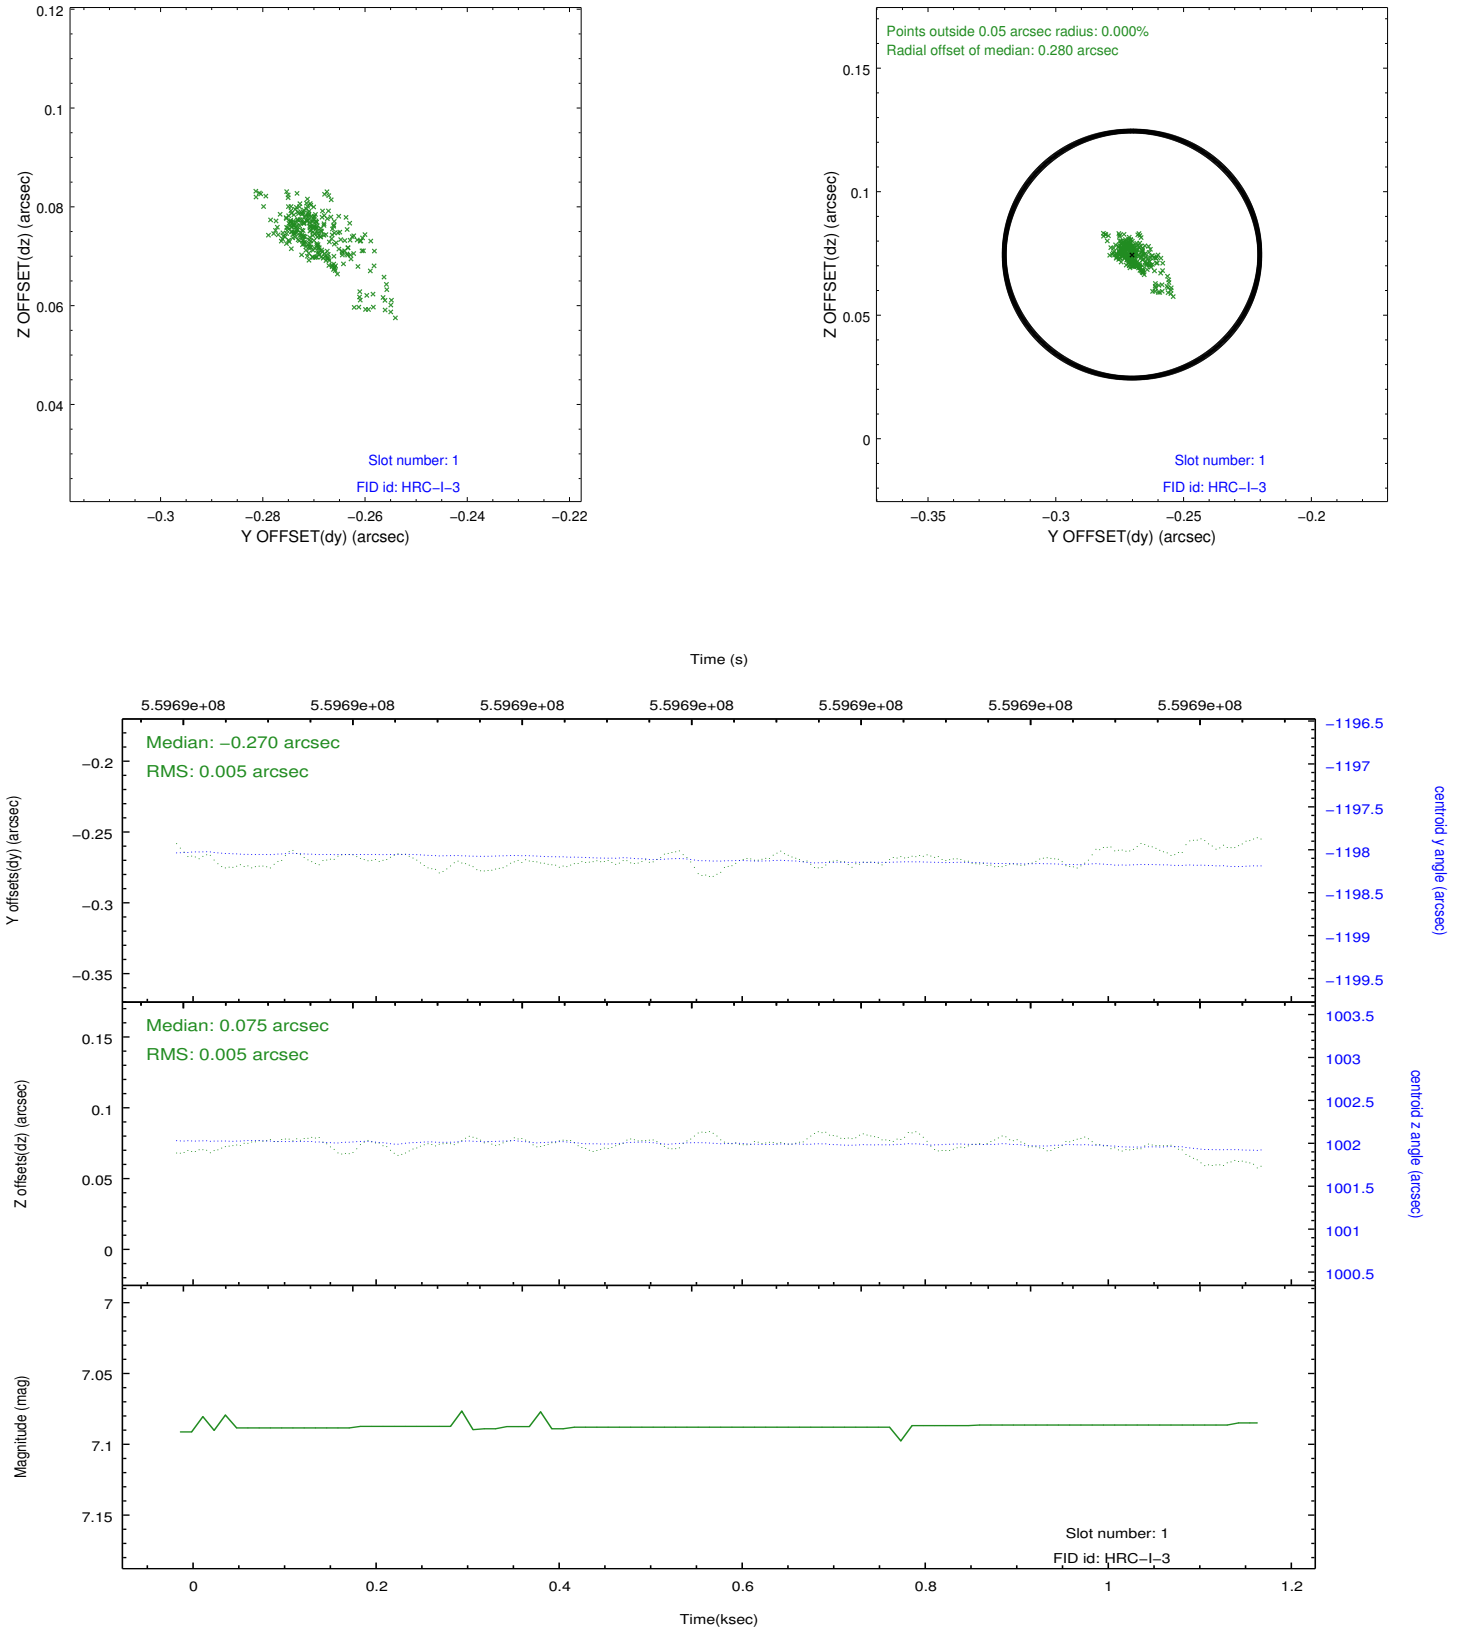 0.12
0.1
0.08
0.06
0.04
Z OFFSET(dz) (arcsec)
Slot number: 1
FID id: HRC−I−3
−0.3
−0.28
−0.26
−0.24
−0.22
Y OFFSET(dy) (arcsec)
Points outside 0.05 arcsec radius: 0.000%
Radial offset of median: 0.280 arcsec
0.15
0.1
0.05
0
Z OFFSET(dz) (arcsec)
Slot number: 1
FID id: HRC−I−3
−0.35
−0.3
−0.25
−0.2
Y OFFSET(dy) (arcsec)
Time (s)
5.5969e+08
5.5969e+08
5.5969e+08
5.5969e+08
5.5969e+08
5.5969e+08
5.5969e+08
Median: −0.270 arcsec
RMS: 0.005 arcsec
−0.2
−0.25
−0.3
−0.35
Y offsets(dy) (arcsec)
−1196.5
−1197
−1197.5
−1198
−1198.5
−1199
−1199.5
centroid y angle (arcsec)
Median: 0.075 arcsec
RMS: 0.005 arcsec
0.15
0.1
0.05
0
Z offsets(dz) (arcsec)
1003.5
1003
1002.5
1002
1001.5
1001
1000.5
centroid z angle (arcsec)
7
7.05
7.1
7.15
Magnitude (mag)
Slot number: 1
FID id: HRC−I−3
0
0.2
0.4
0.6
0.8
1
1.2
Time(ksec)